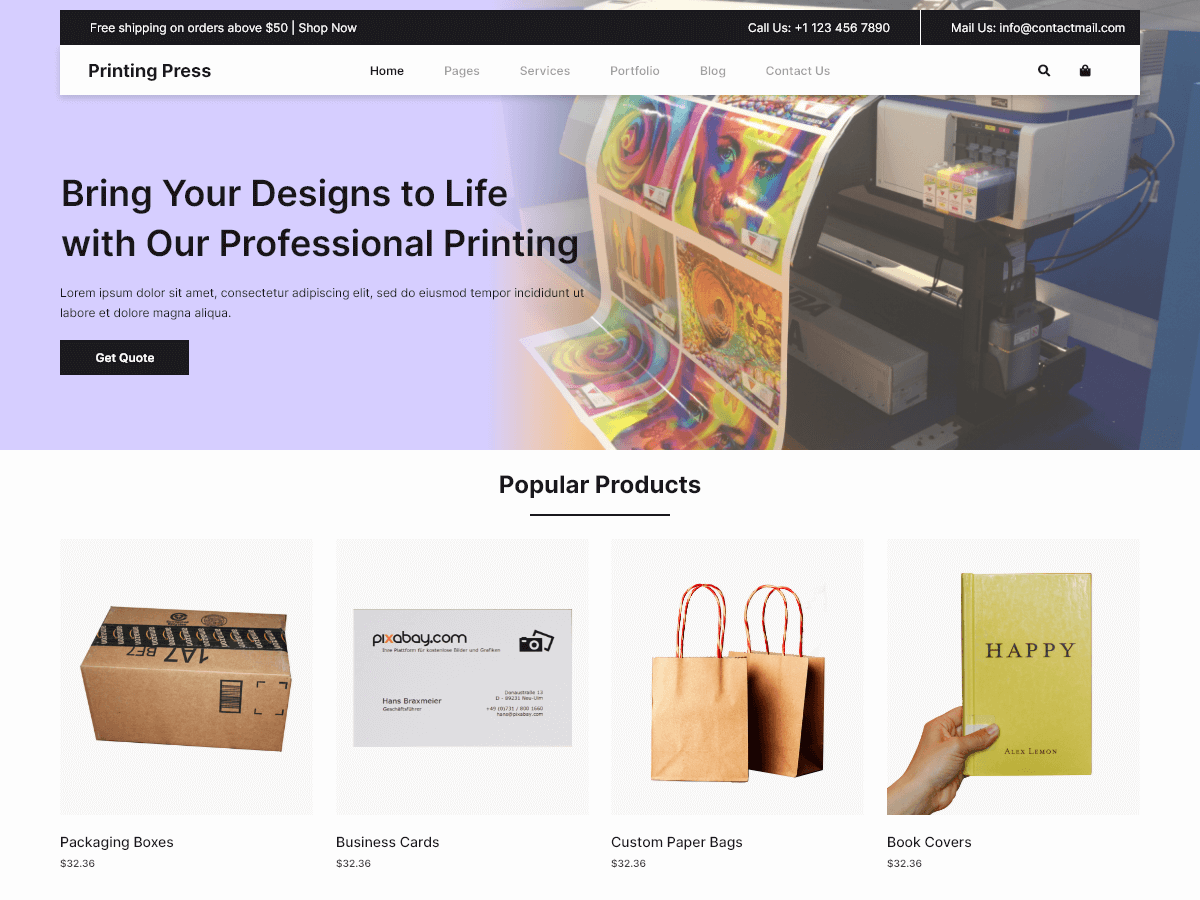 Free shipping on orders above $50 | Shop Now
Call Us: +1 123 456 7890
Mail Us: info@contactmail.com
Printing Press
Home
Pages
Services
Portfolio
Blog
Contact Us
Bring Your Designs to Life
with Our Professional Printing
Lorem ipsum dolor sit amet, consectetur adipiscing elit, sed do eiusmod tempor incididunt ut
labore et dolore magna aliqua.
Get Quote
Popular Products
1A7 BE7
pixabay.com
Ihre Plattform für kostenlose Bilder und Grafiken
Hans Braxmeier
Geschäftsführer
Donaustraße 13
D - 89231 Neu-Ulm
+49 (0)731 / 800 1660
hans@pixabay.com
HAPPY
ALEX LEMON
Packaging Boxes
$32.36
Business Cards
$32.36
Custom Paper Bags
$32.36
Book Covers
$32.36